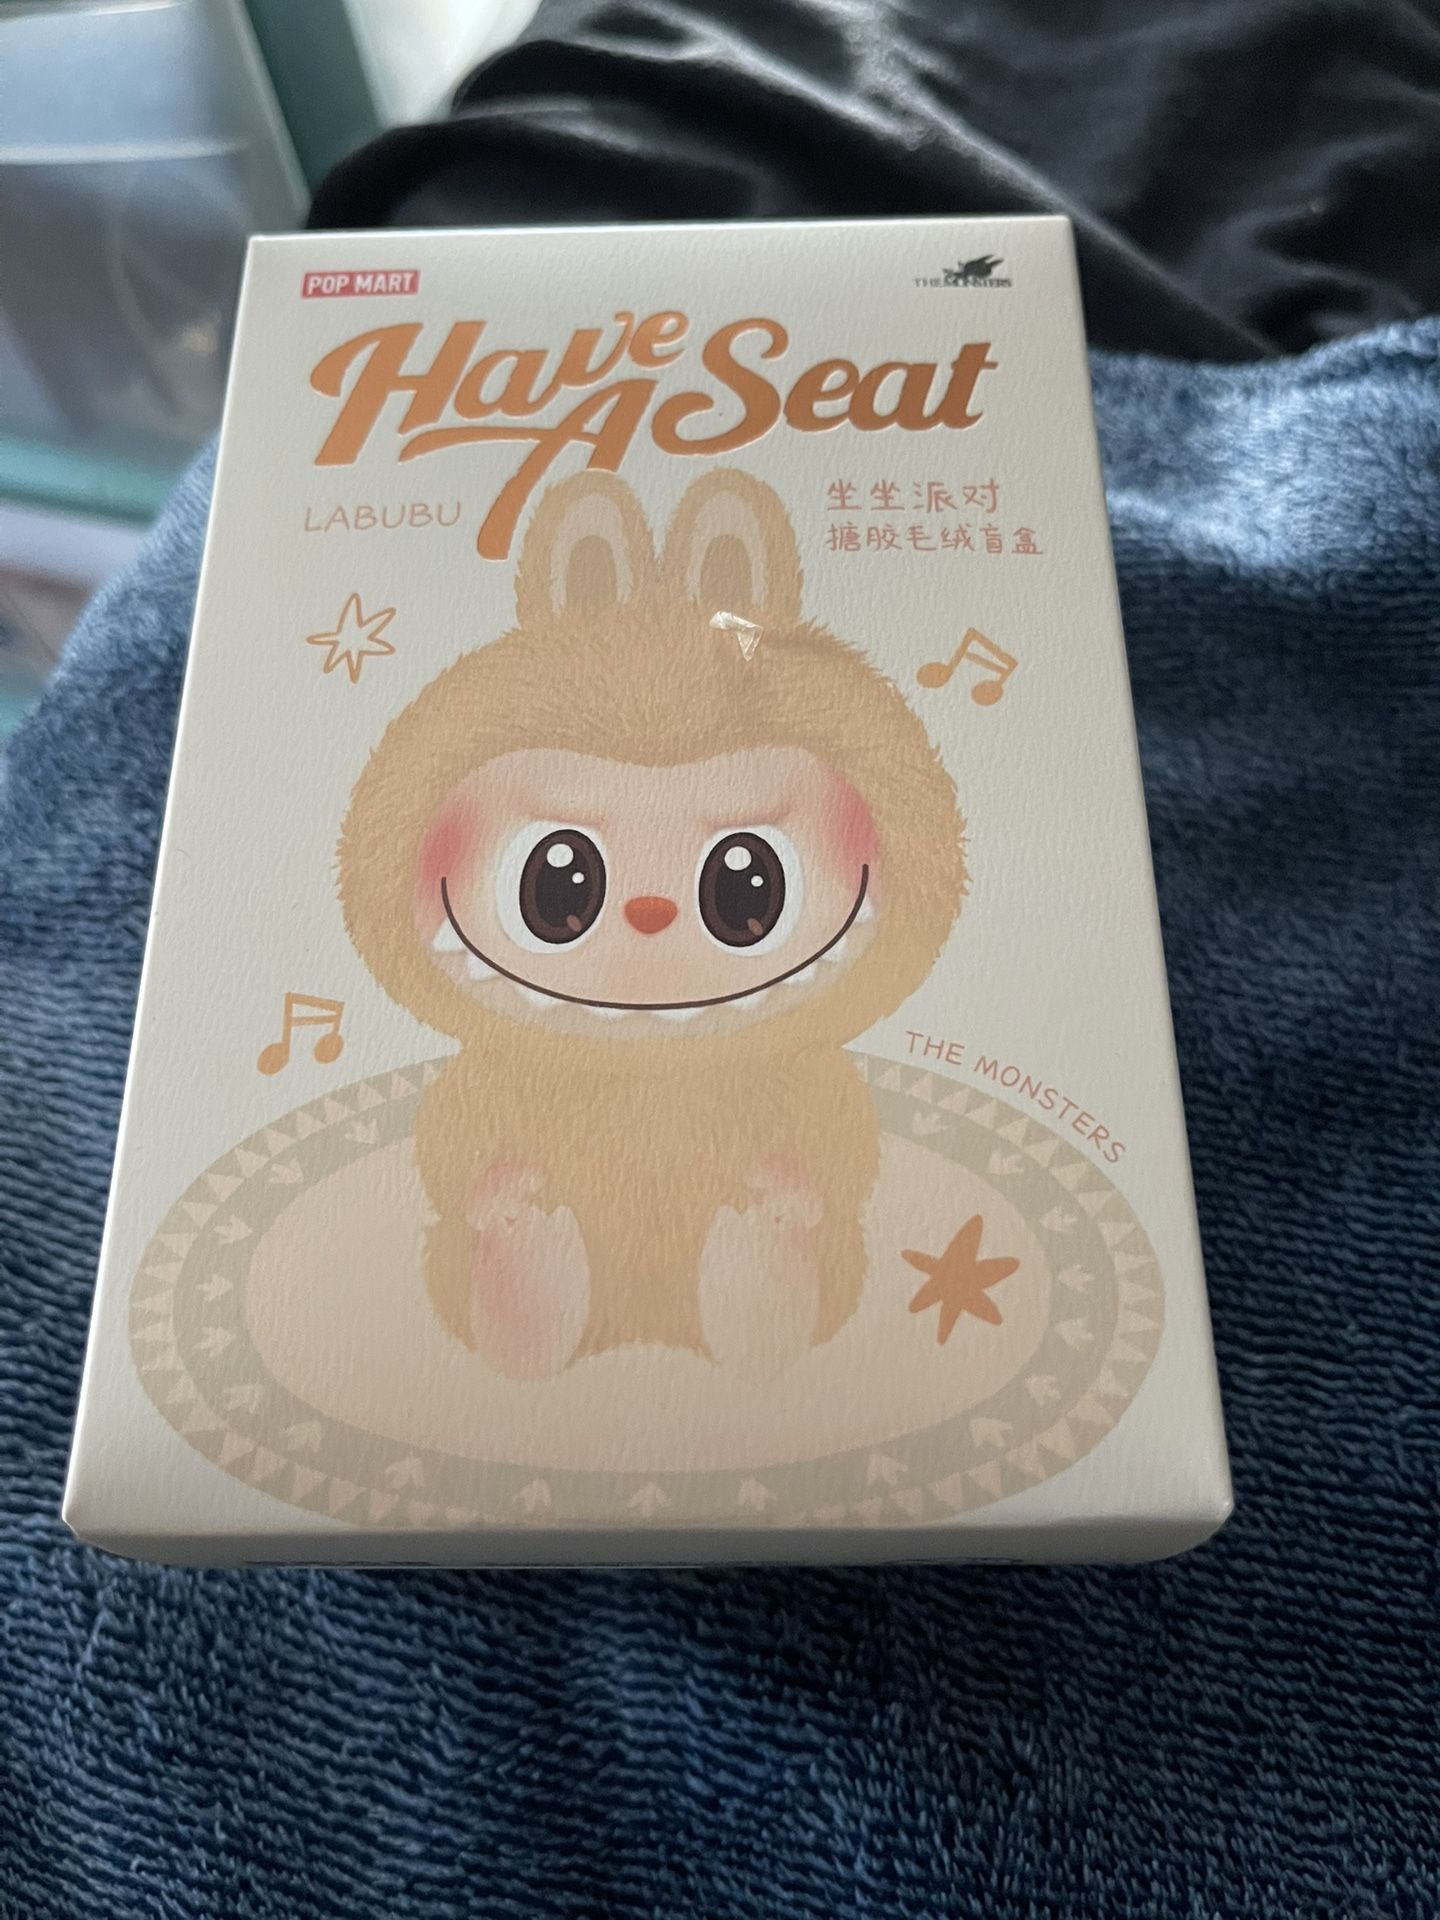 POP MART
THE MONSTERS
Have A Seat
LABUBU
坐坐派对
搪胶毛绒盲盒
THE MONSTERS